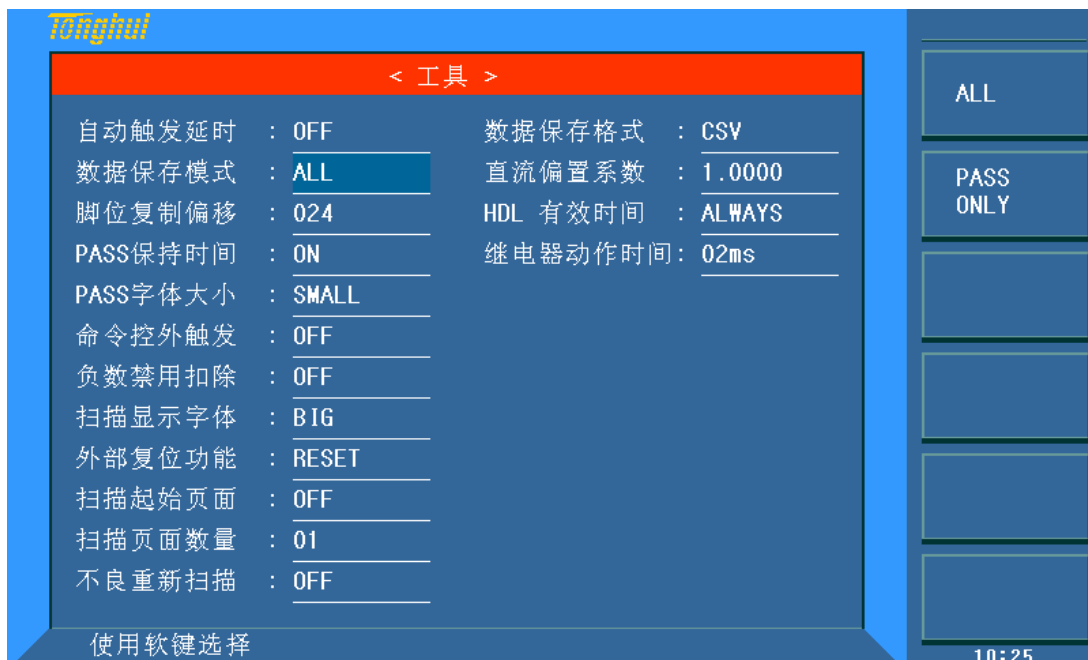 Tonghui
< 工具 >
自动触发延时 : OFF 数据保存格式 : CSV
数据保存模式 : ALL 直流偏置系数 : 1.0000
脚位复制偏移 : 024 HDL 有效时间 : ALWAYS
PASS保持时间 : ON 继电器动作时间: 02ms
PASS字体大小 : SMALL
命令控外触发 : OFF
负数禁用扣除 : OFF
扫描显示字体 : BIG
外部复位功能 : RESET
扫描起始页面 : OFF
扫描页面数量 : 01
不良重新扫描 : OFF
使用软键选择
ALL
PASS
ONLY
10:25